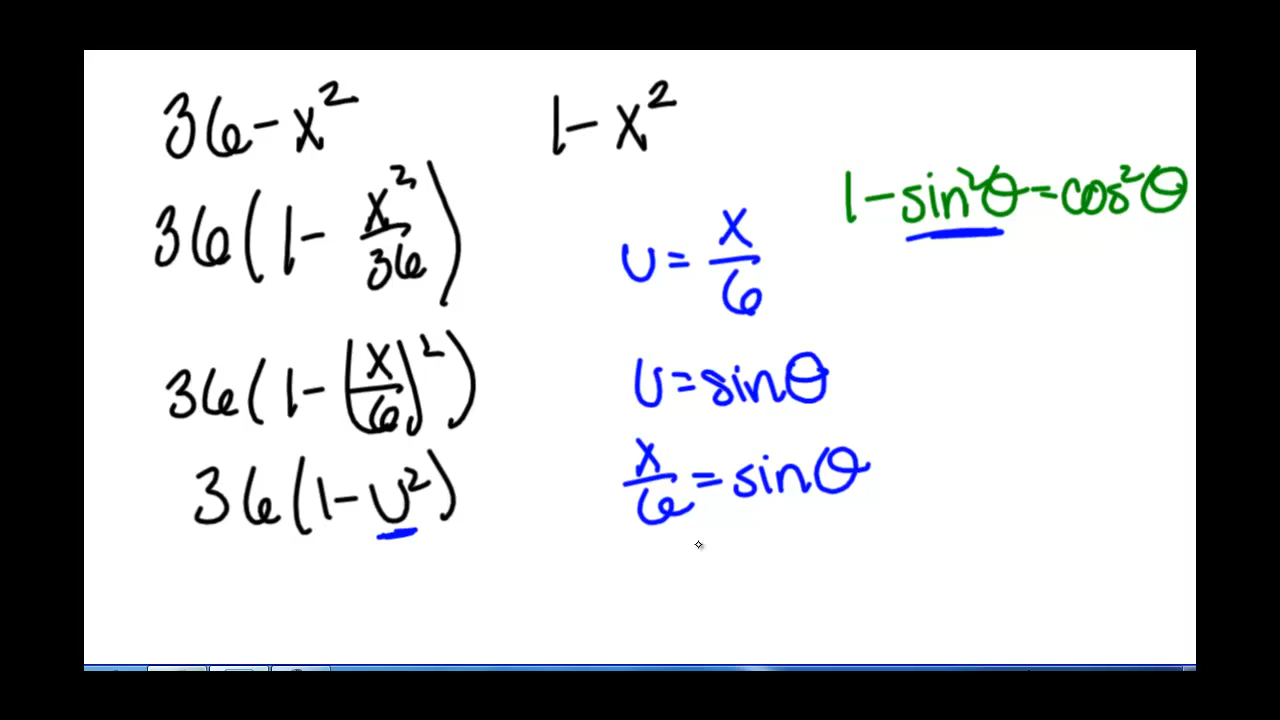 36 - x²
36(1 - x²/36)
36(1 - (x/6)²)
36(1 - u²)
1 - x²
u = x/6
u = sinθ
x/6 = sinθ
1 - sin²θ = cos²θ